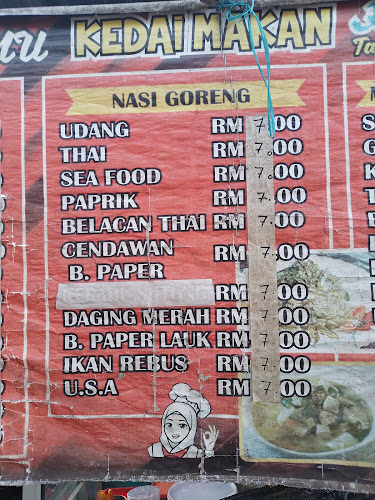 KEDAI MAKAN
NASI GORENG
UDANG RM 7.00
THAI RM 7.00
SEA FOOD RM 7.00
PAPRIK RM 7.00
BELACAN THAI RM 7.00
CENDAWAN RM 7.00
B. PAPER
RM 7.00
DAGING MERAH RM 7.00
B. PAPER LAUK RM 7.00
IKAN REBUS RM 7.00
U.S.A RM 7.00